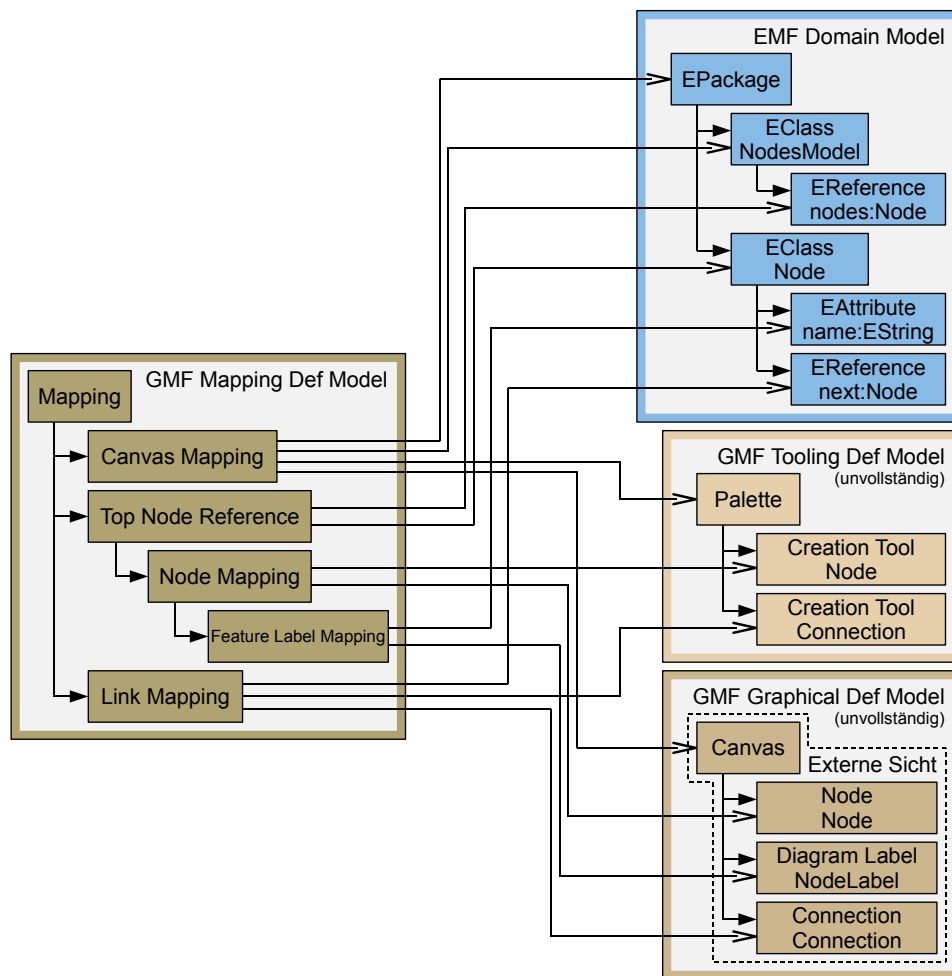 EMF Domain Model
EPackage
EClass
NodesModel
EReference
nodes:Node
EClass
Node
EAttribute
name:EString
EReference
next:Node
GMF Mapping Def Model
Mapping
Canvas Mapping
Top Node Reference
Node Mapping
Feature Label Mapping
Link Mapping
GMF Tooling Def Model
(unvollständig)
Palette
Creation Tool
Node
Creation Tool
Connection
GMF Graphical Def Model
(unvollständig)
Canvas
Externe Sicht
Node
Node
Diagram Label
NodeLabel
Connection
Connection